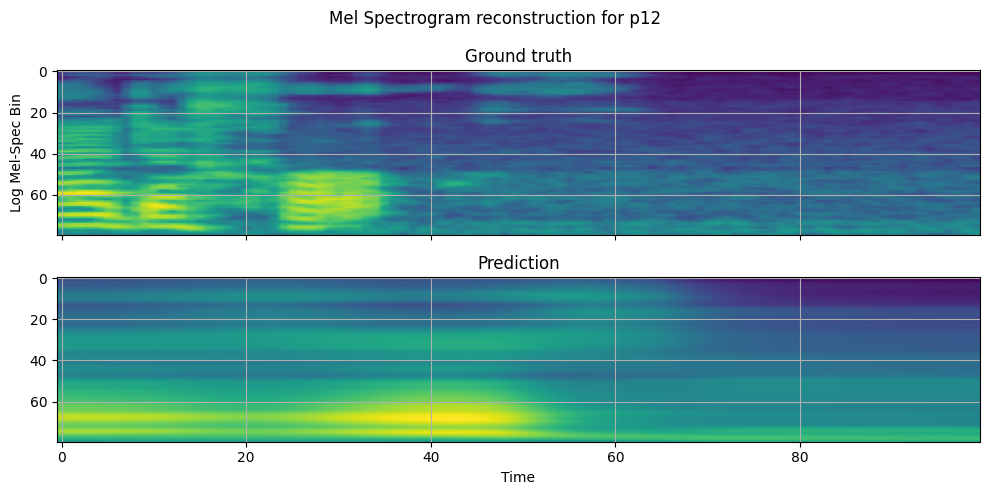 Mel Spectrogram reconstruction for p12
Ground truth
0
20
40
60
Log Mel-Spec Bin
Prediction
0
20
40
60
0 20 40 60 80
Time